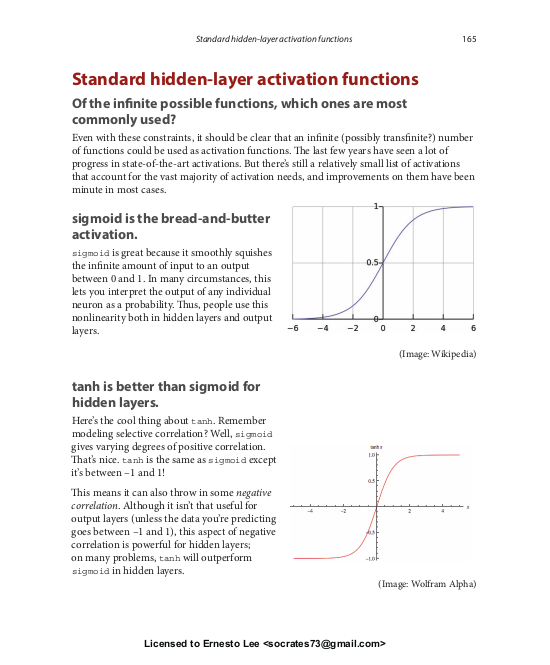 Standard hidden-layer activation functions 165
Standard hidden-layer activation functions
Of the infinite possible functions, which ones are most
commonly used?
Even with these constraints, it should be clear that an infinite (possibly transfinite?) number
of functions could be used as activation functions. The last few years have seen a lot of
progress in state-of-the-art activations. But there's still a relatively small list of activations
that account for the vast majority of activation needs, and improvements on them have been
minute in most cases.
sigmoid is the bread-and-butter
activation.
sigmoid is great because it smoothly squishes
the infinite amount of input to an output
between 0 and 1. In many circumstances, this
lets you interpret the output of any individual
neuron as a probability. Thus, people use this
nonlinearity both in hidden layers and output
layers.
1
0.5
0
−6 −4 −2 0 2 4 6
(Image: Wikipedia)
tanh is better than sigmoid for
hidden layers.
Here's the cool thing about tanh. Remember
modeling selective correlation? Well, sigmoid
gives varying degrees of positive correlation.
That's nice. tanh is the same as sigmoid except
it's between –1 and 1!
This means it can also throw in some negative
correlation. Although it isn't that useful for
output layers (unless the data you're predicting
goes between –1 and 1), this aspect of negative
correlation is powerful for hidden layers;
on many problems, tanh will outperform
sigmoid in hidden layers.
tanh x
1.0
0.5
-4 -2 2 4 x
-0.5
-1.0
(Image: Wolfram Alpha)
Licensed to Ernesto Lee <socrates73@gmail.com>